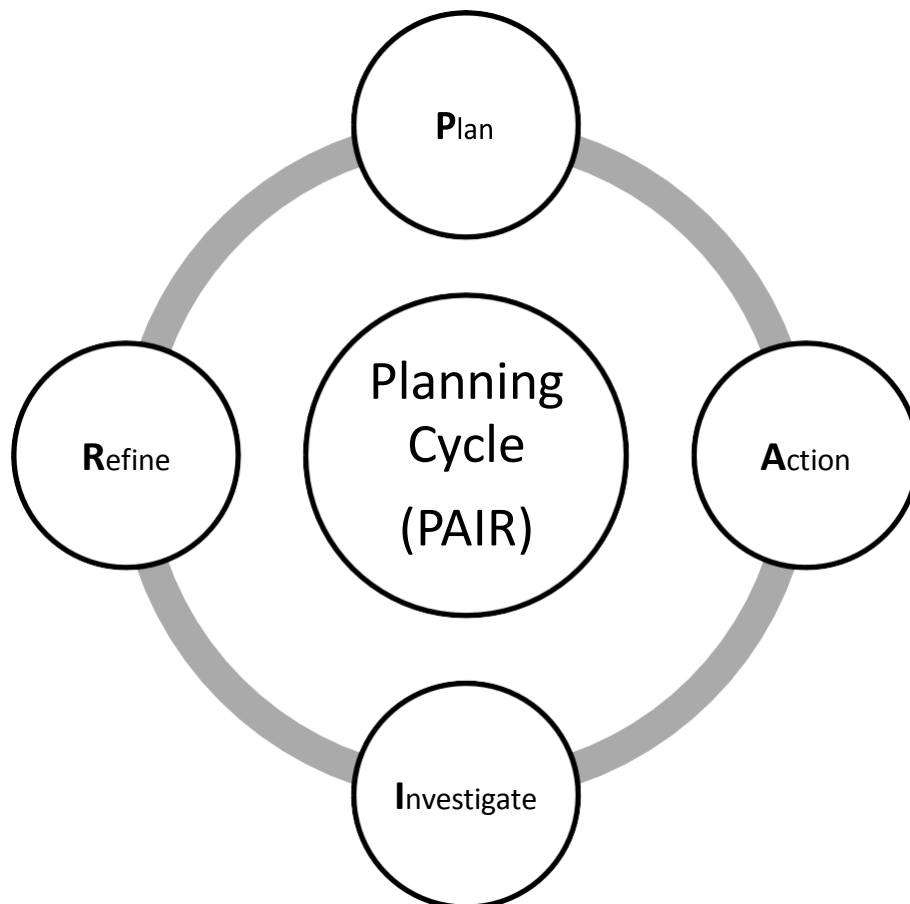 Plan
Planning
Cycle
(PAIR)
Refine
Action
Investigate